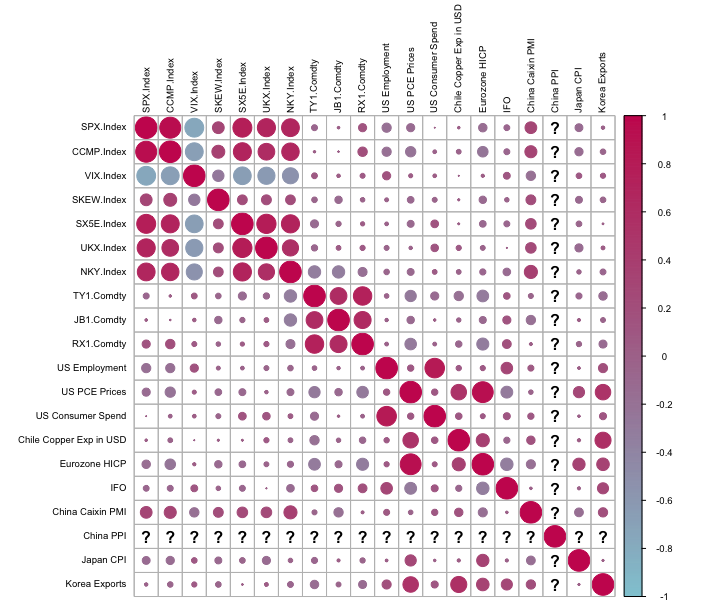 SPX.Index
CCMP.Index
VIX.Index
SKEW.Index
SX5E.Index
UKX.Index
NKY.Index
TY1.Comdty
JB1.Comdty
RX1.Comdty
US Employment
US PCE Prices
US Consumer Spend
Chile Copper Exp in USD
Eurozone HICP
IFO
China Caixin PMI
China PPI
Japan CPI
Korea Exports
SPX.Index ?
CCMP.Index ?
VIX.Index ?
SKEW.Index ?
SX5E.Index ?
UKX.Index ?
NKY.Index ?
TY1.Comdty ?
JB1.Comdty ?
RX1.Comdty ?
US Employment ?
US PCE Prices ?
US Consumer Spend ?
Chile Copper Exp in USD ?
Eurozone HICP ?
IFO ?
China Caixin PMI ?
China PPI ? ? ? ? ? ? ? ? ? ? ? ? ? ? ? ? ? ? ?
Japan CPI ?
Korea Exports ?
1
0.8
0.6
0.4
0.2
0
-0.2
-0.4
-0.6
-0.8
-1